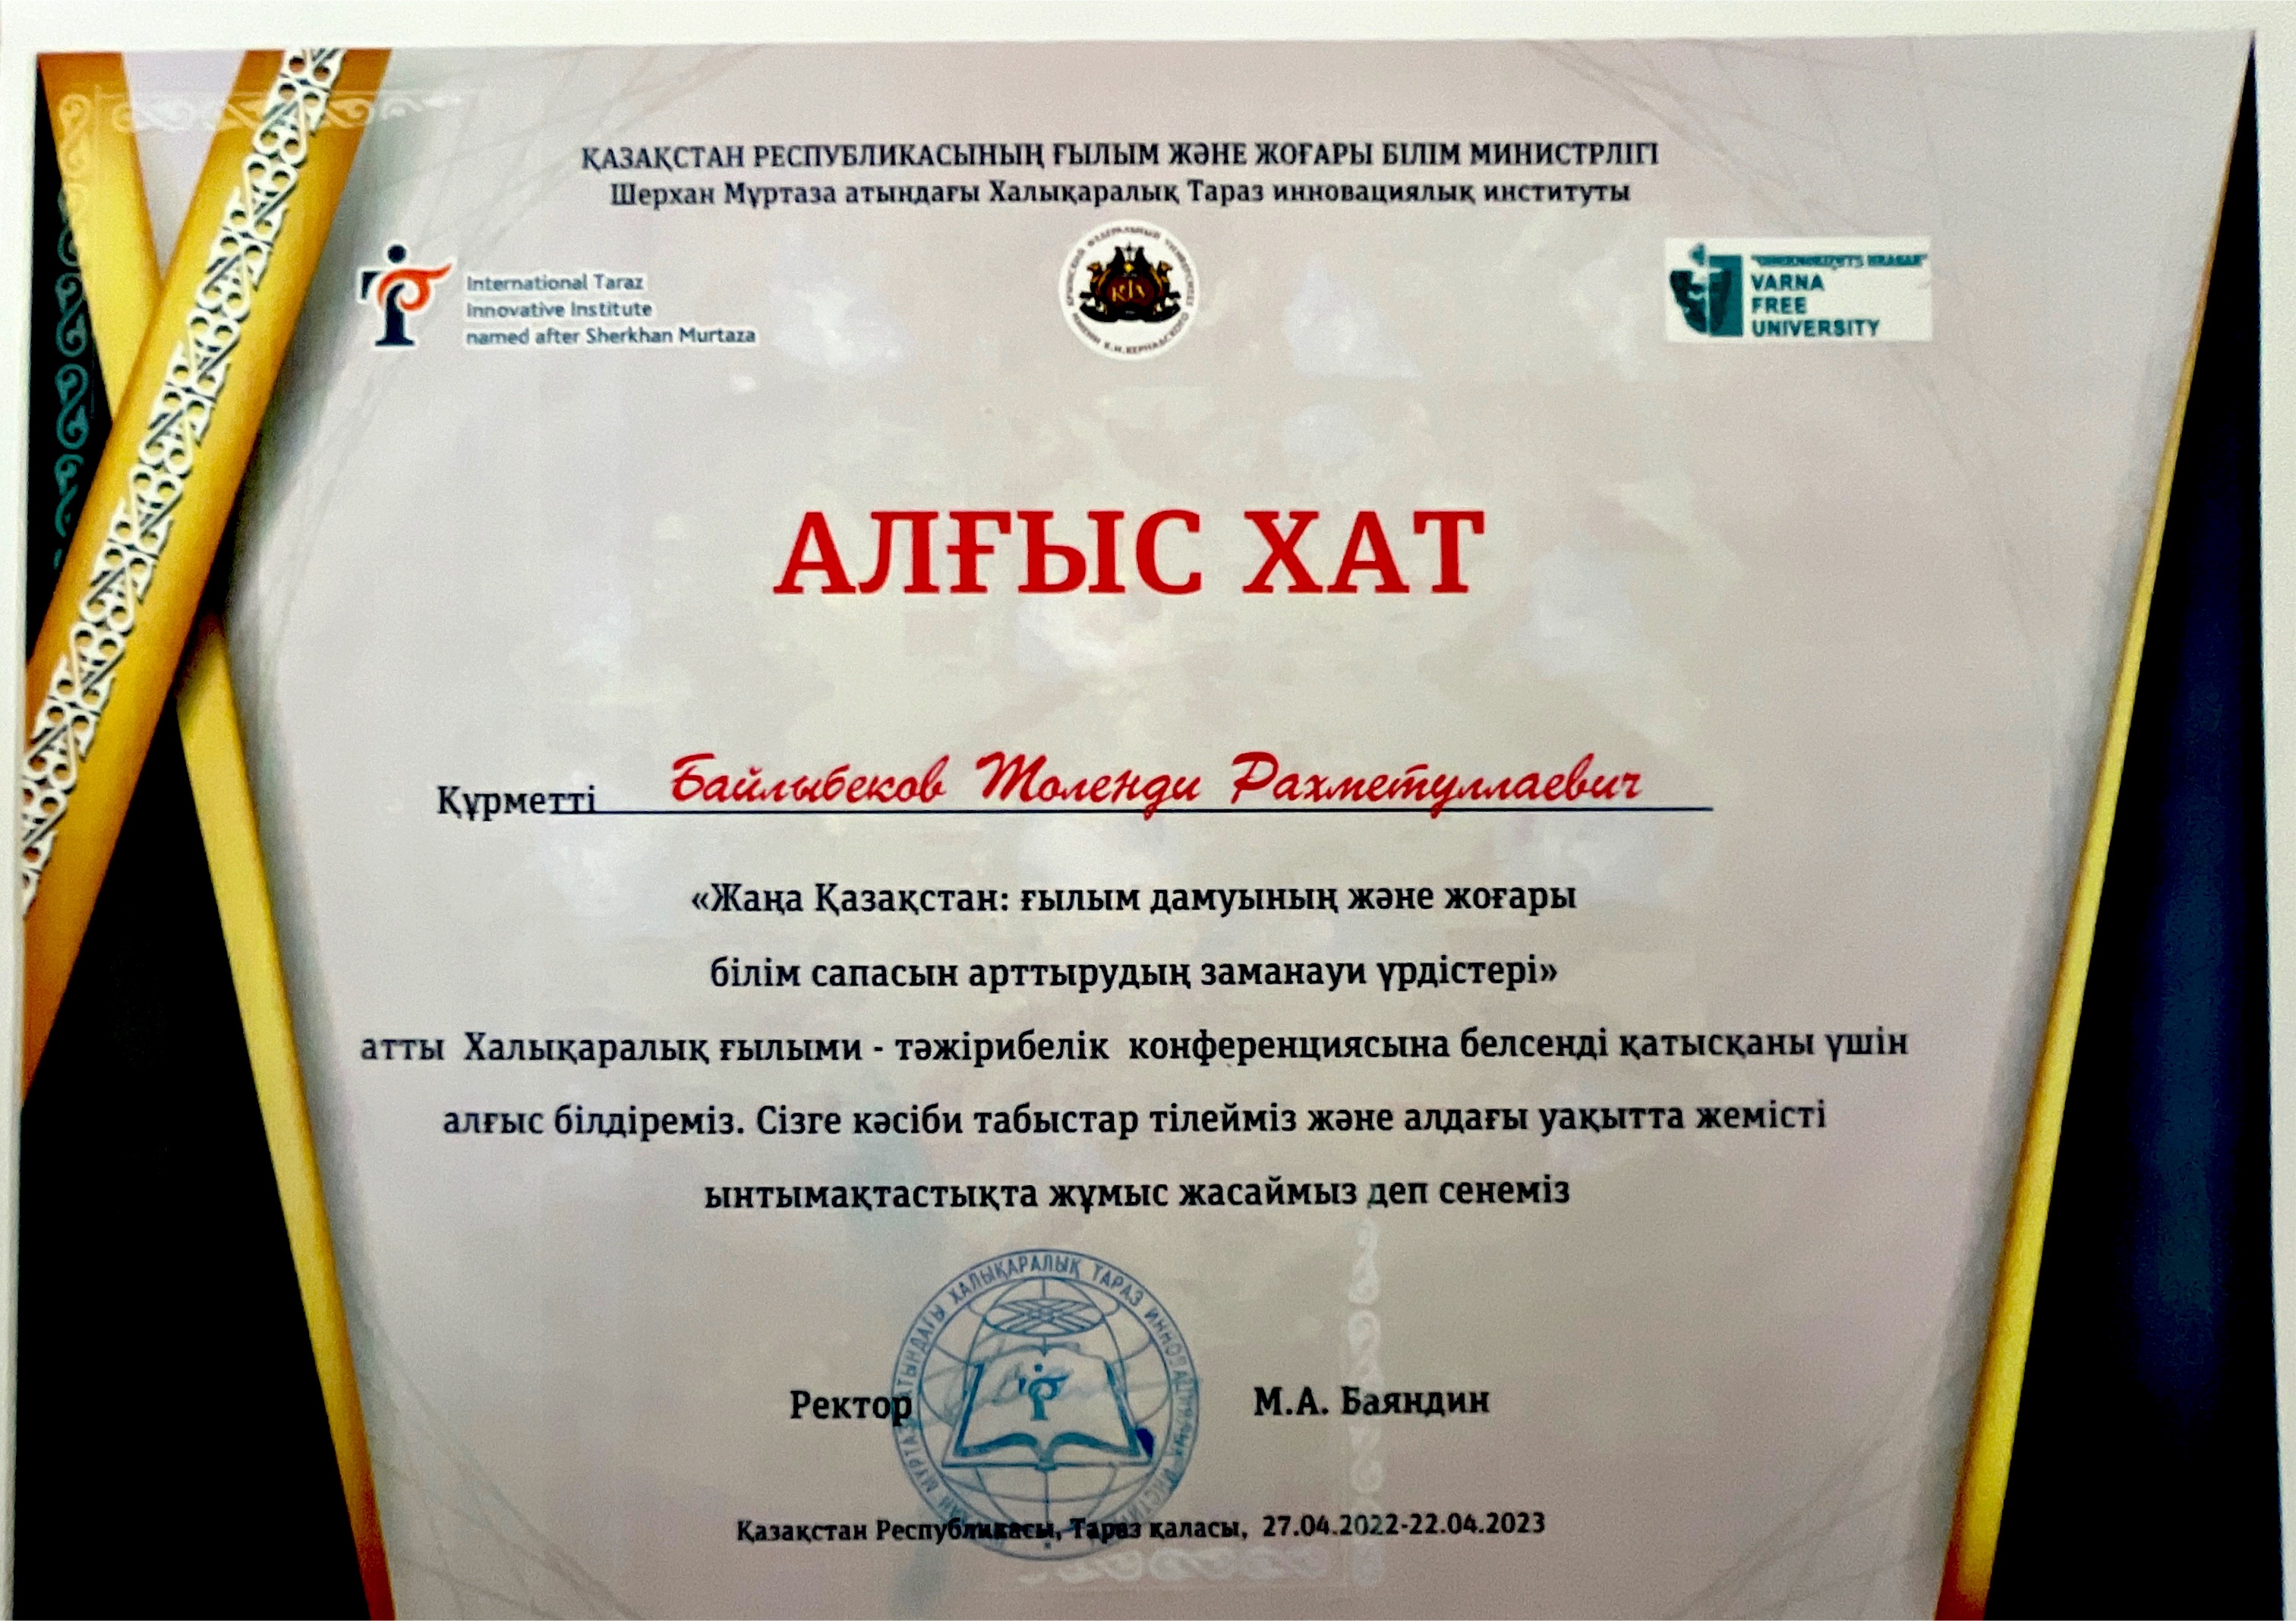 ҚАЗАҚСТАН РЕСПУБЛИКАСЫНЫҢ ҒЫЛЫМ ЖӘНЕ ЖОҒАРЫ БІЛІМ МИНИСТРЛІГІ
Шерхан Мұртаза атындағы Халықаралық Тараз инновациялық институты
International Taraz
Innovative Institute
named after Sherkhan Murtaza
VARNA
FREE
UNIVERSITY
АЛҒЫС ХАТ
Құрметті Байлыбеков Толенди Рахметуллаевич
«Жаңа Қазақстан: ғылым дамуының және жоғары
білім сапасын арттырудың заманауи үрдістері»
атты Халықаралық ғылыми - тәжірибелік конференциясына белсенді қатысқаны үшін
алғыс білдіреміз. Сізге кәсіби табыстар тілейміз және алдағы уақытта жемісті
ынтымақтастықта жұмыс жасаймыз деп сенеміз
АТЫНДАҒЫ ХАЛЫҚАРАЛЫҚ ТАРАЗ
Ректор М.А. Баяндин
Қазақстан Республикасы, Тараз қаласы, 27.04.2022-22.04.2023